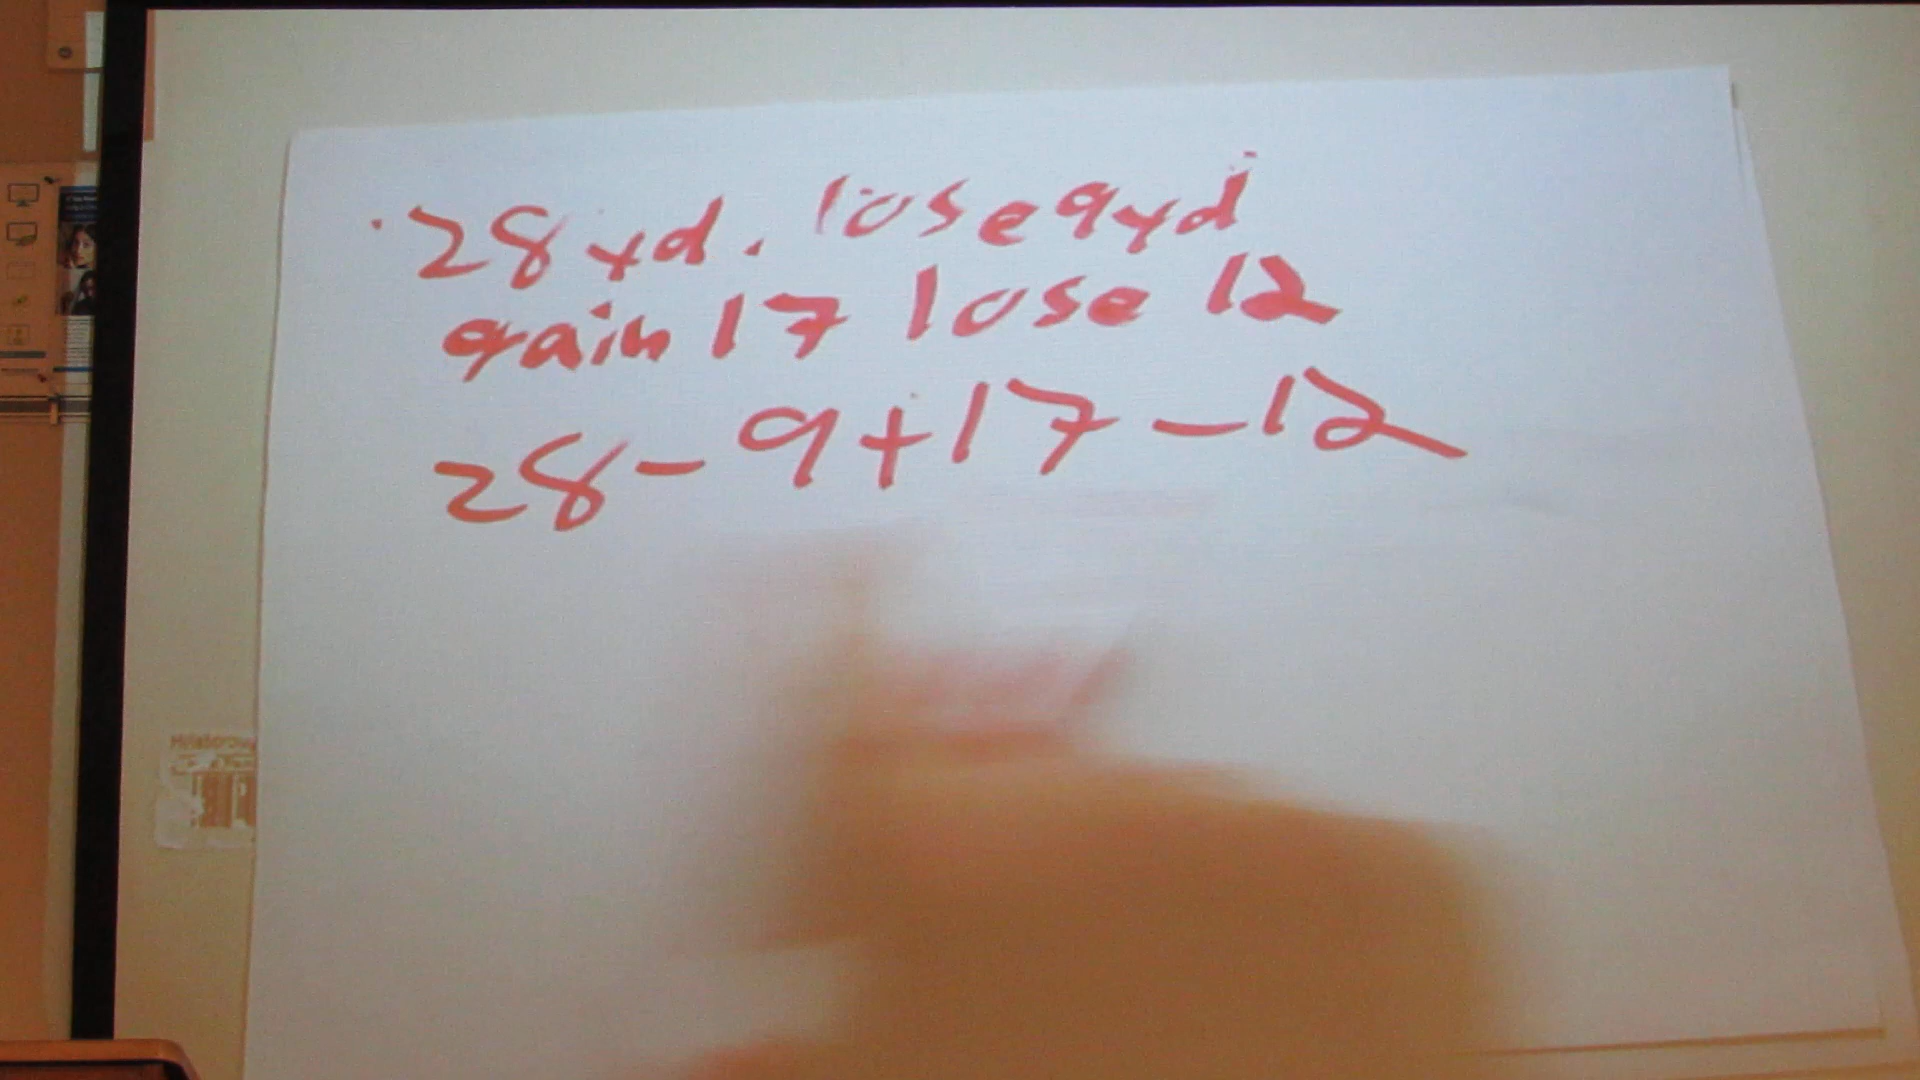 28 yd. lose 9 yd
gain 17 lose 12
28 - 9 + 17 - 12